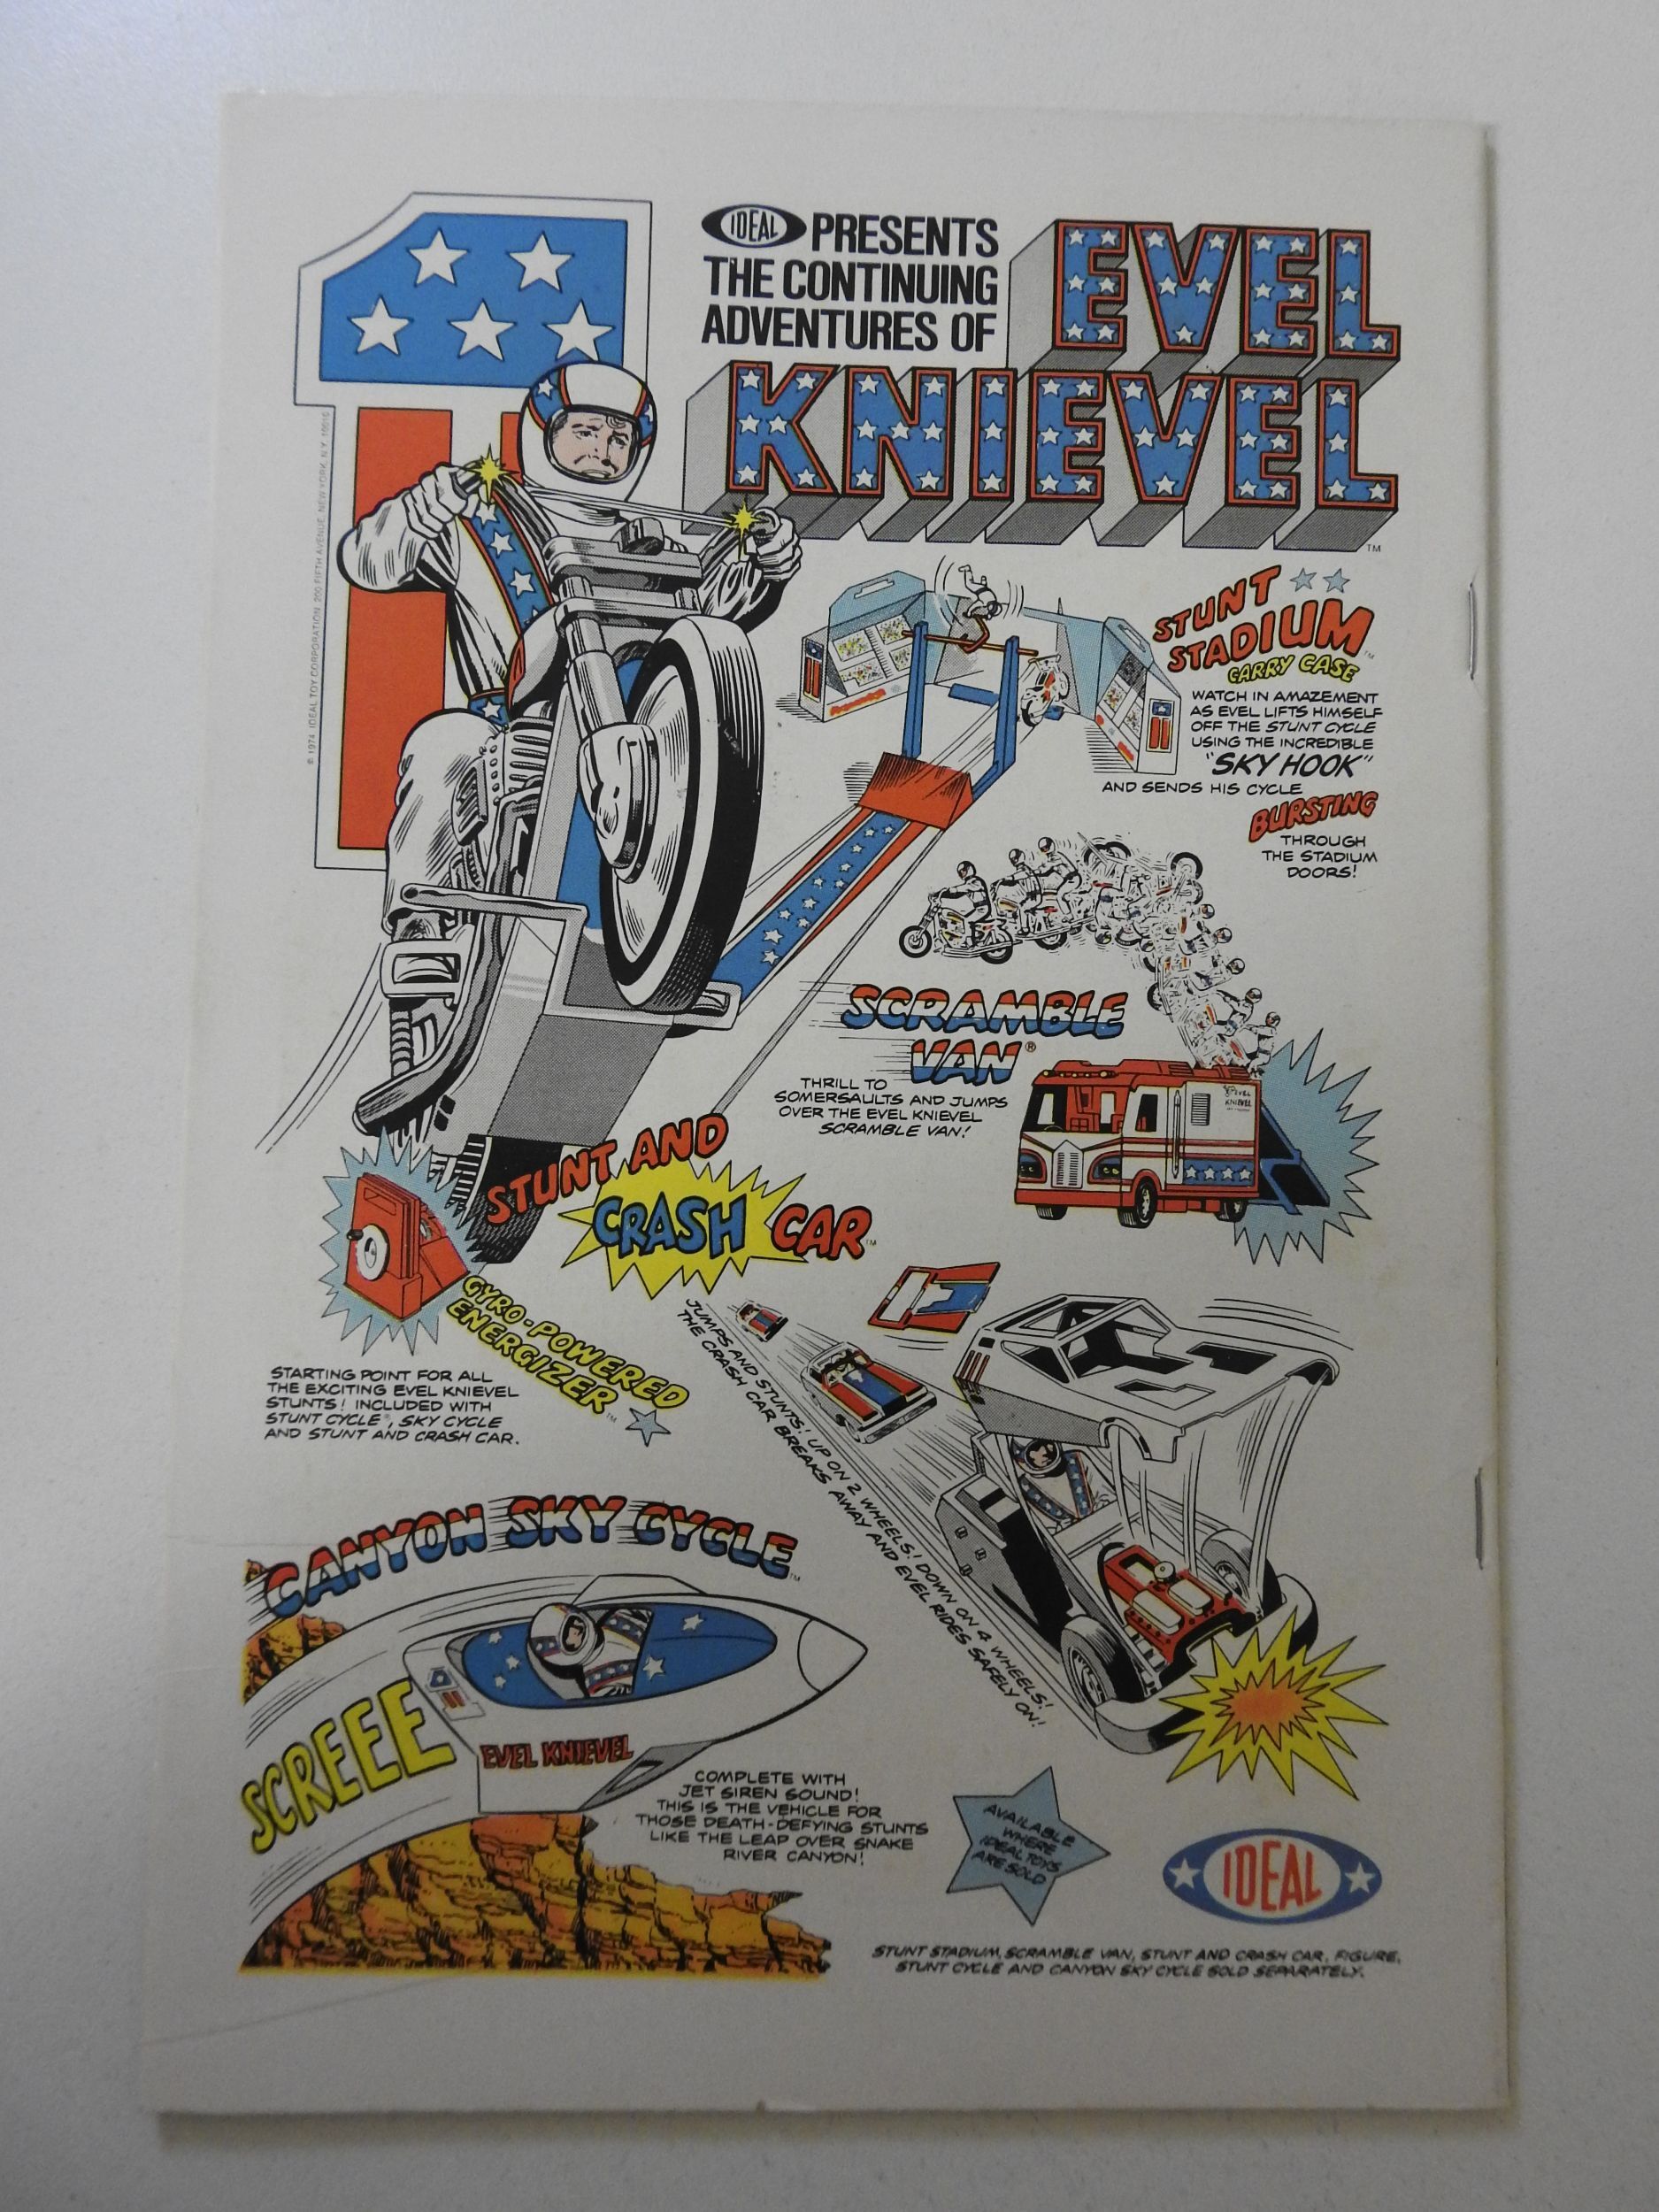 IDEAL PRESENTS
THE CONTINUING
ADVENTURES OF
EVEL
KNIEVEL
TM
© 1974, IDEAL TOY CORPORATION, 200 FIFTH AVENUE, NEW YORK, N.Y. 10010
STUNT
STADIUM TM
CARRY CASE
WATCH IN AMAZEMENT
AS EVEL LIFTS HIMSELF
OFF THE STUNT CYCLE
USING THE INCREDIBLE
"SKY HOOK"
AND SENDS HIS CYCLE
BURSTING
THROUGH
THE STADIUM
DOORS!
SCRAMBLE
VAN®
THRILL TO
SOMERSAULTS AND JUMPS
OVER THE EVEL KNIEVEL
SCRAMBLE VAN!
EVEL
KNIEVEL
STUNT AND
CRASH CAR TM
GYRO-POWERED
ENERGIZER TM
STARTING POINT FOR ALL
THE EXCITING EVEL KNIEVEL
STUNTS! INCLUDED WITH
STUNT CYCLE®, SKY CYCLE
AND STUNT AND CRASH CAR.
JUMPS AND STUNTS! UP ON 2 WHEELS! DOWN ON 4 WHEELS!
THE CRASH CAR BREAKS AWAY AND EVEL RIDES SAFELY ON!
CANYON SKY CYCLE TM
SCREEE
EVEL KNIEVEL
COMPLETE WITH
JET SIREN SOUND!
THIS IS THE VEHICLE FOR
THOSE DEATH-DEFYING STUNTS
LIKE THE LEAP OVER SNAKE
RIVER CANYON!
AVAILABLE
WHERE
IDEAL TOYS
ARE SOLD
IDEAL
STUNT STADIUM, SCRAMBLE VAN, STUNT AND CRASH CAR, FIGURE,
STUNT CYCLE AND CANYON SKY CYCLE SOLD SEPARATELY.